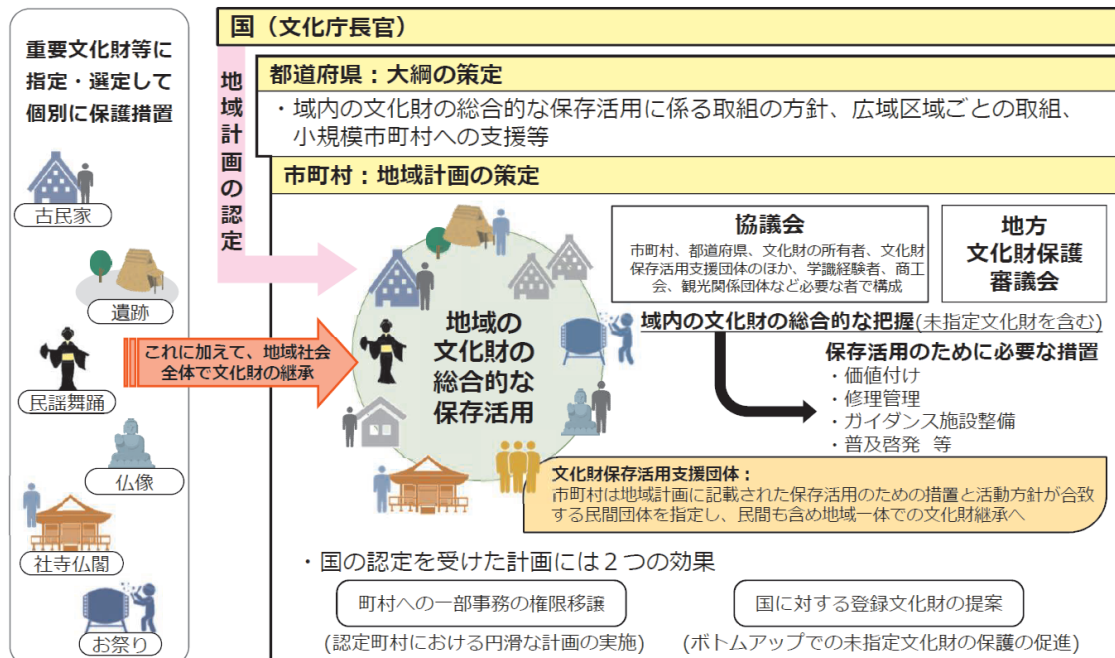 重要文化財等に
指定・選定して
個別に保護措置
古民家
遺跡
民謡舞踊
仏像
社寺仏閣
お祭り
国（文化庁長官）
地域計画の認定
都道府県：大綱の策定
・域内の文化財の総合的な保存活用に係る取組の方針、広域区域ごとの取組、
小規模市町村への支援等
市町村：地域計画の策定
これに加えて、地域社会
全体で文化財の継承
地域の
文化財の
総合的な
保存活用
協議会
市町村、都道府県、文化財の所有者、文化財
保存活用支援団体のほか、学識経験者、商工
会、観光関係団体など必要な者で構成
地方
文化財保護
審議会
域内の文化財の総合的な把握(未指定文化財を含む)
保存活用のために必要な措置
・価値付け
・修理管理
・ガイダンス施設整備
・普及啓発 等
文化財保存活用支援団体：
市町村は地域計画に記載された保存活用のための措置と活動方針が合致
する民間団体を指定し、民間も含め地域一体での文化財継承へ
・国の認定を受けた計画には２つの効果
町村への一部事務の権限移譲
(認定町村における円滑な計画の実施)
国に対する登録文化財の提案
(ボトムアップでの未指定文化財の保護の促進)